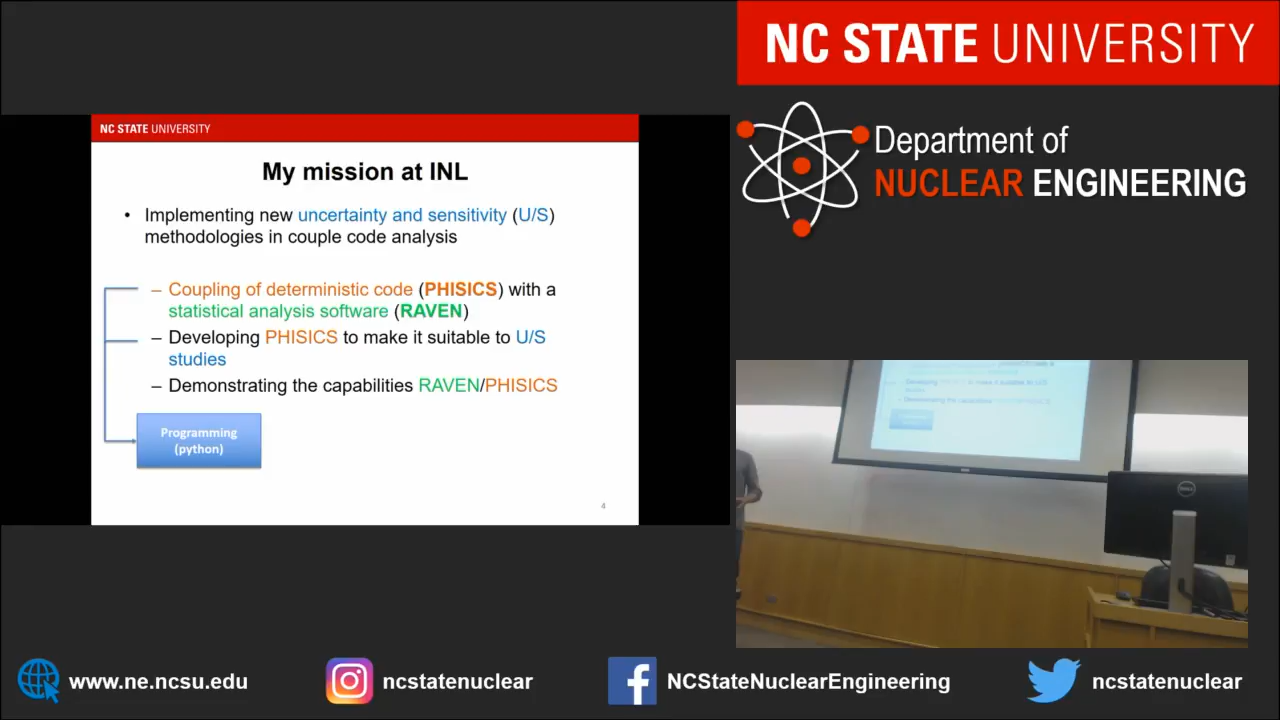 NC STATE UNIVERSITY
Department of
NUCLEAR ENGINEERING
NC STATE UNIVERSITY
My mission at INL
• Implementing new uncertainty and sensitivity (U/S)
methodologies in couple code analysis
– Coupling of deterministic code (PHISICS) with a
statistical analysis software (RAVEN)
– Developing PHISICS to make it suitable to U/S
studies
– Demonstrating the capabilities RAVEN/PHISICS
Programming
(python)
4
DELL
www.ne.ncsu.edu
ncstatenuclear
NCStateNuclearEngineering
ncstatenuclear